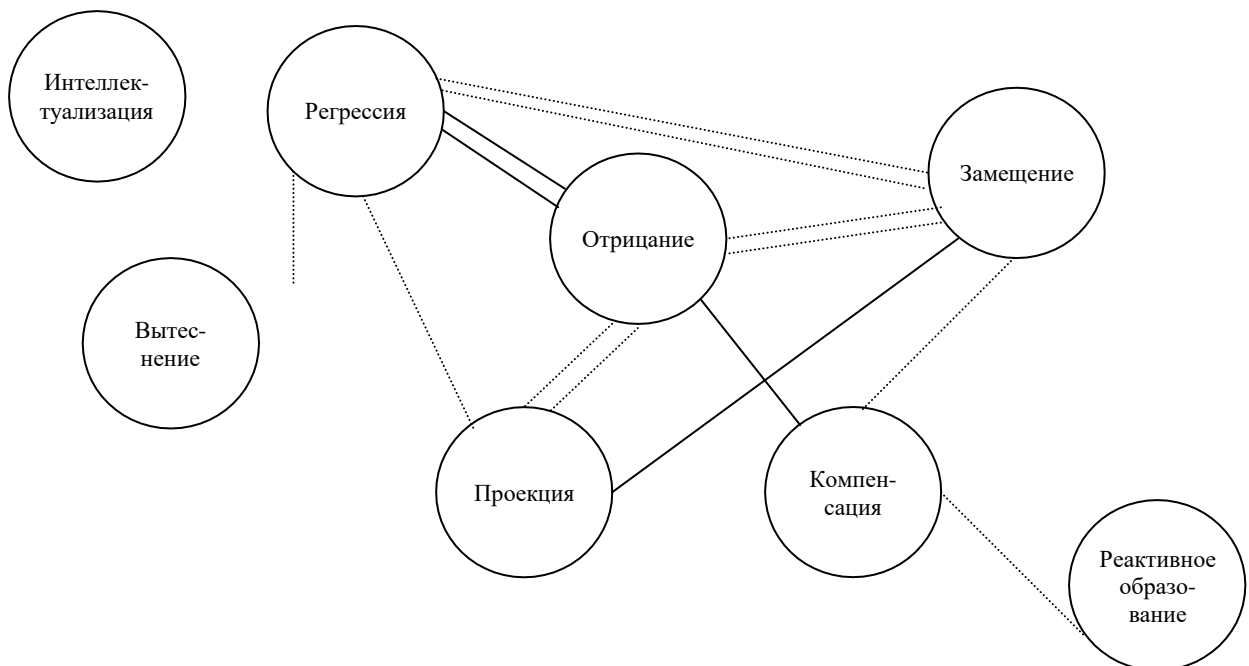 Интеллек-
туализация
Регрессия
Замещение
Отрицание
Вытес-
нение
Проекция
Компен-
сация
Реактивное
образо-
вание